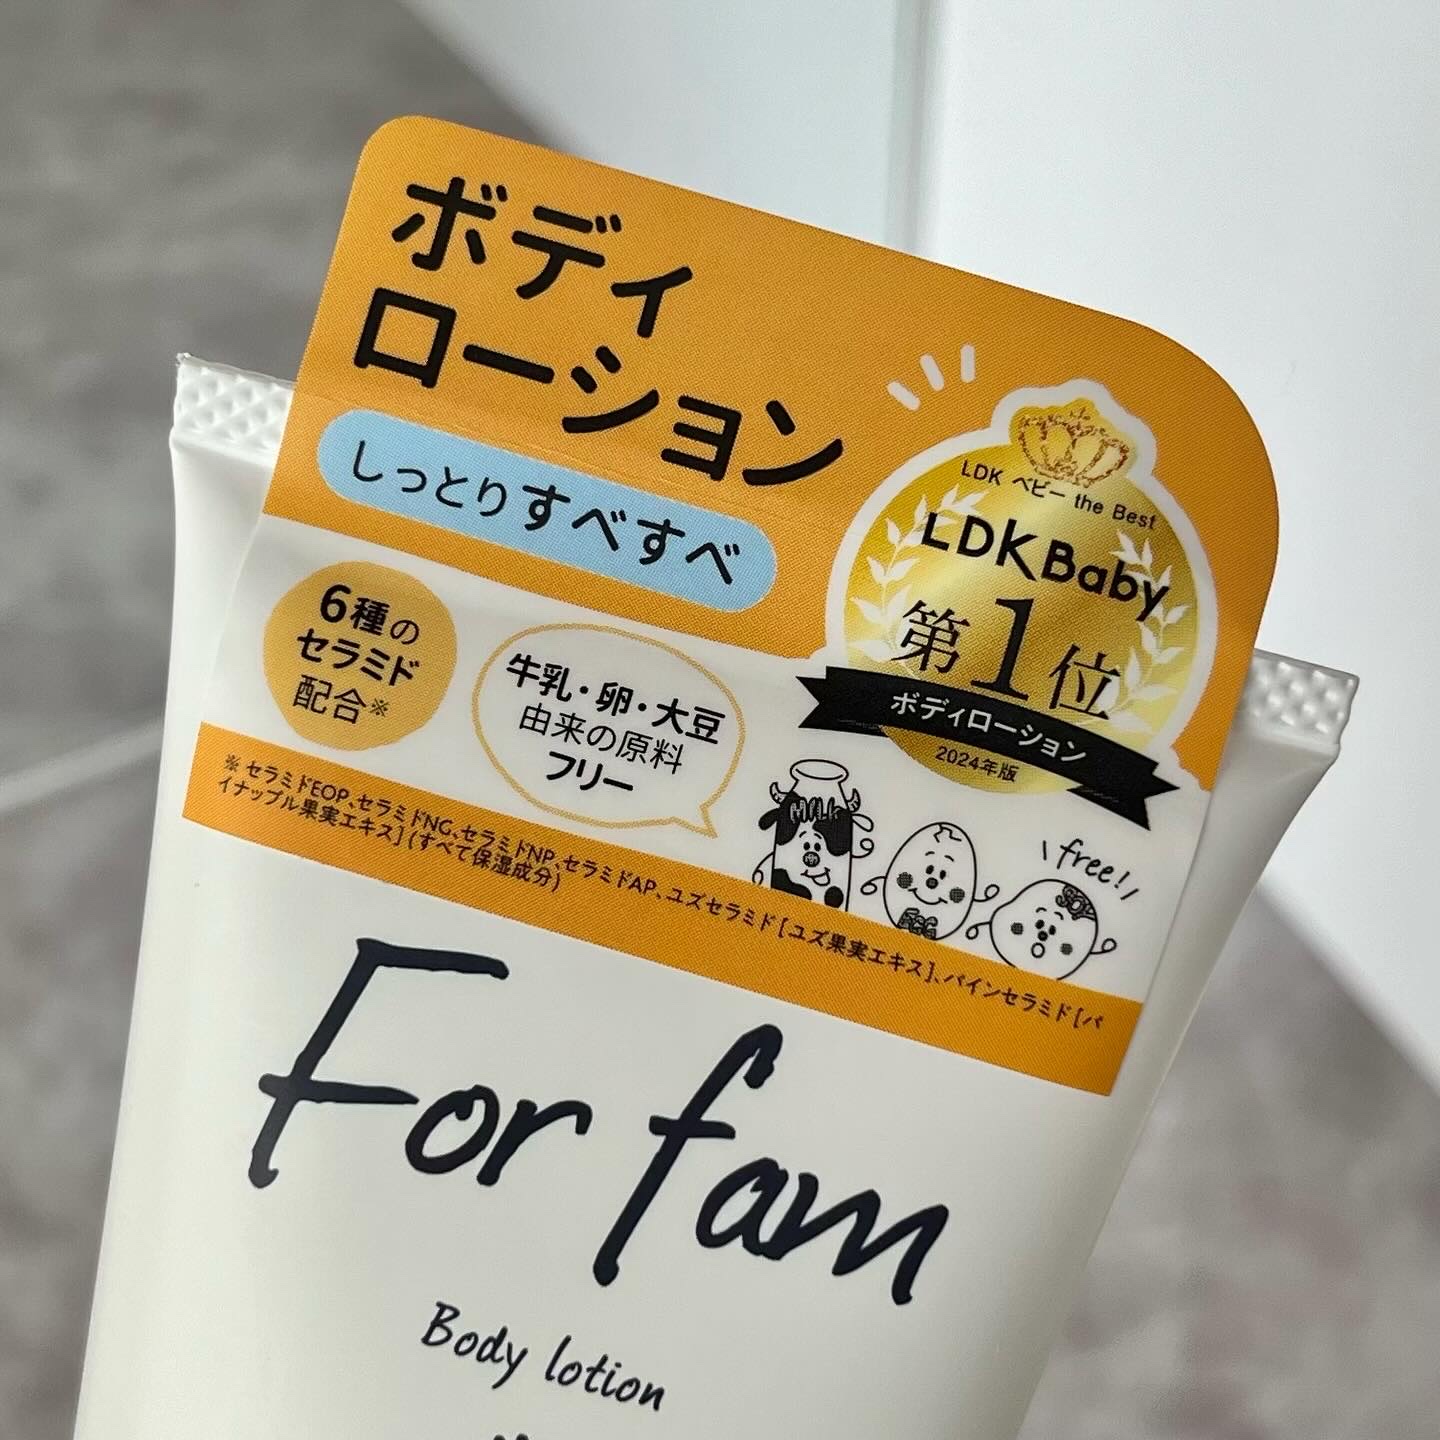 ボディ
ローション
しっとりすべすべ
LDK ベビー the Best
LDK Baby
第1位
ボディローション
2024年版
6種の
セラミド
配合※
牛乳・卵・大豆
由来の原料
フリー
Milk
EGG
SOY
free!
※ セラミドEOP、セラミドNG、セラミドNP、セラミドAP、ユズセラミド [ユズ果実エキス]、パインセラミド [パ
イナップル果実エキス] (すべて保湿成分)
For fam
Body lotion